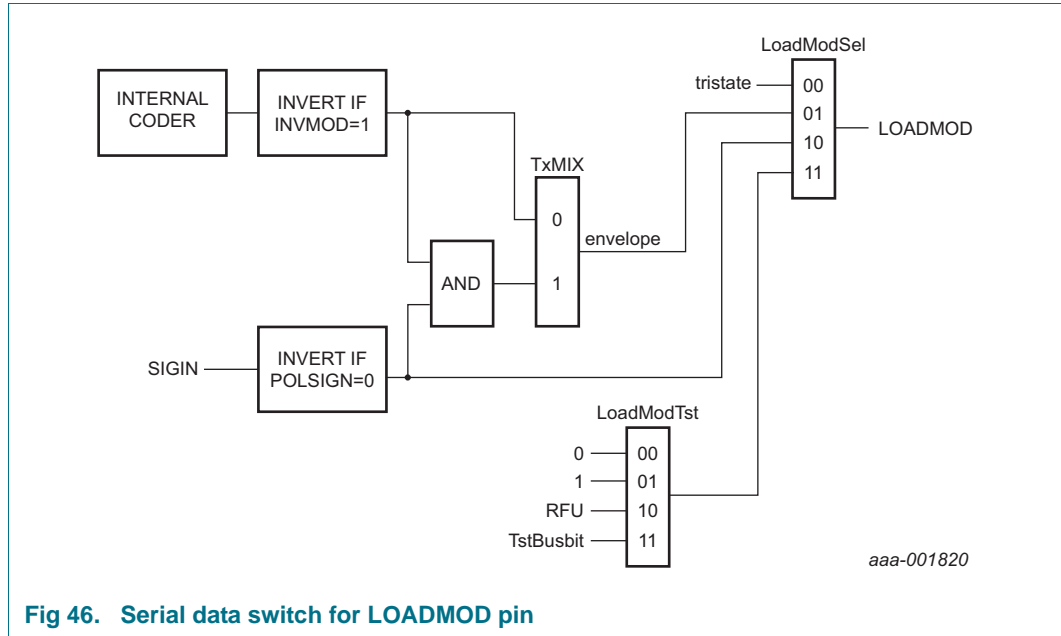 LoadModSel
tristate
00
01
10
11
LOADMOD
INTERNAL
CODER
INVERT IF
INVMOD=1
TxMIX
0
1
envelope
AND
SIGIN
INVERT IF
POLSIGN=0
LoadModTst
0
00
1
01
RFU
10
TstBusbit
11
aaa-001820
Fig 46. Serial data switch for LOADMOD pin